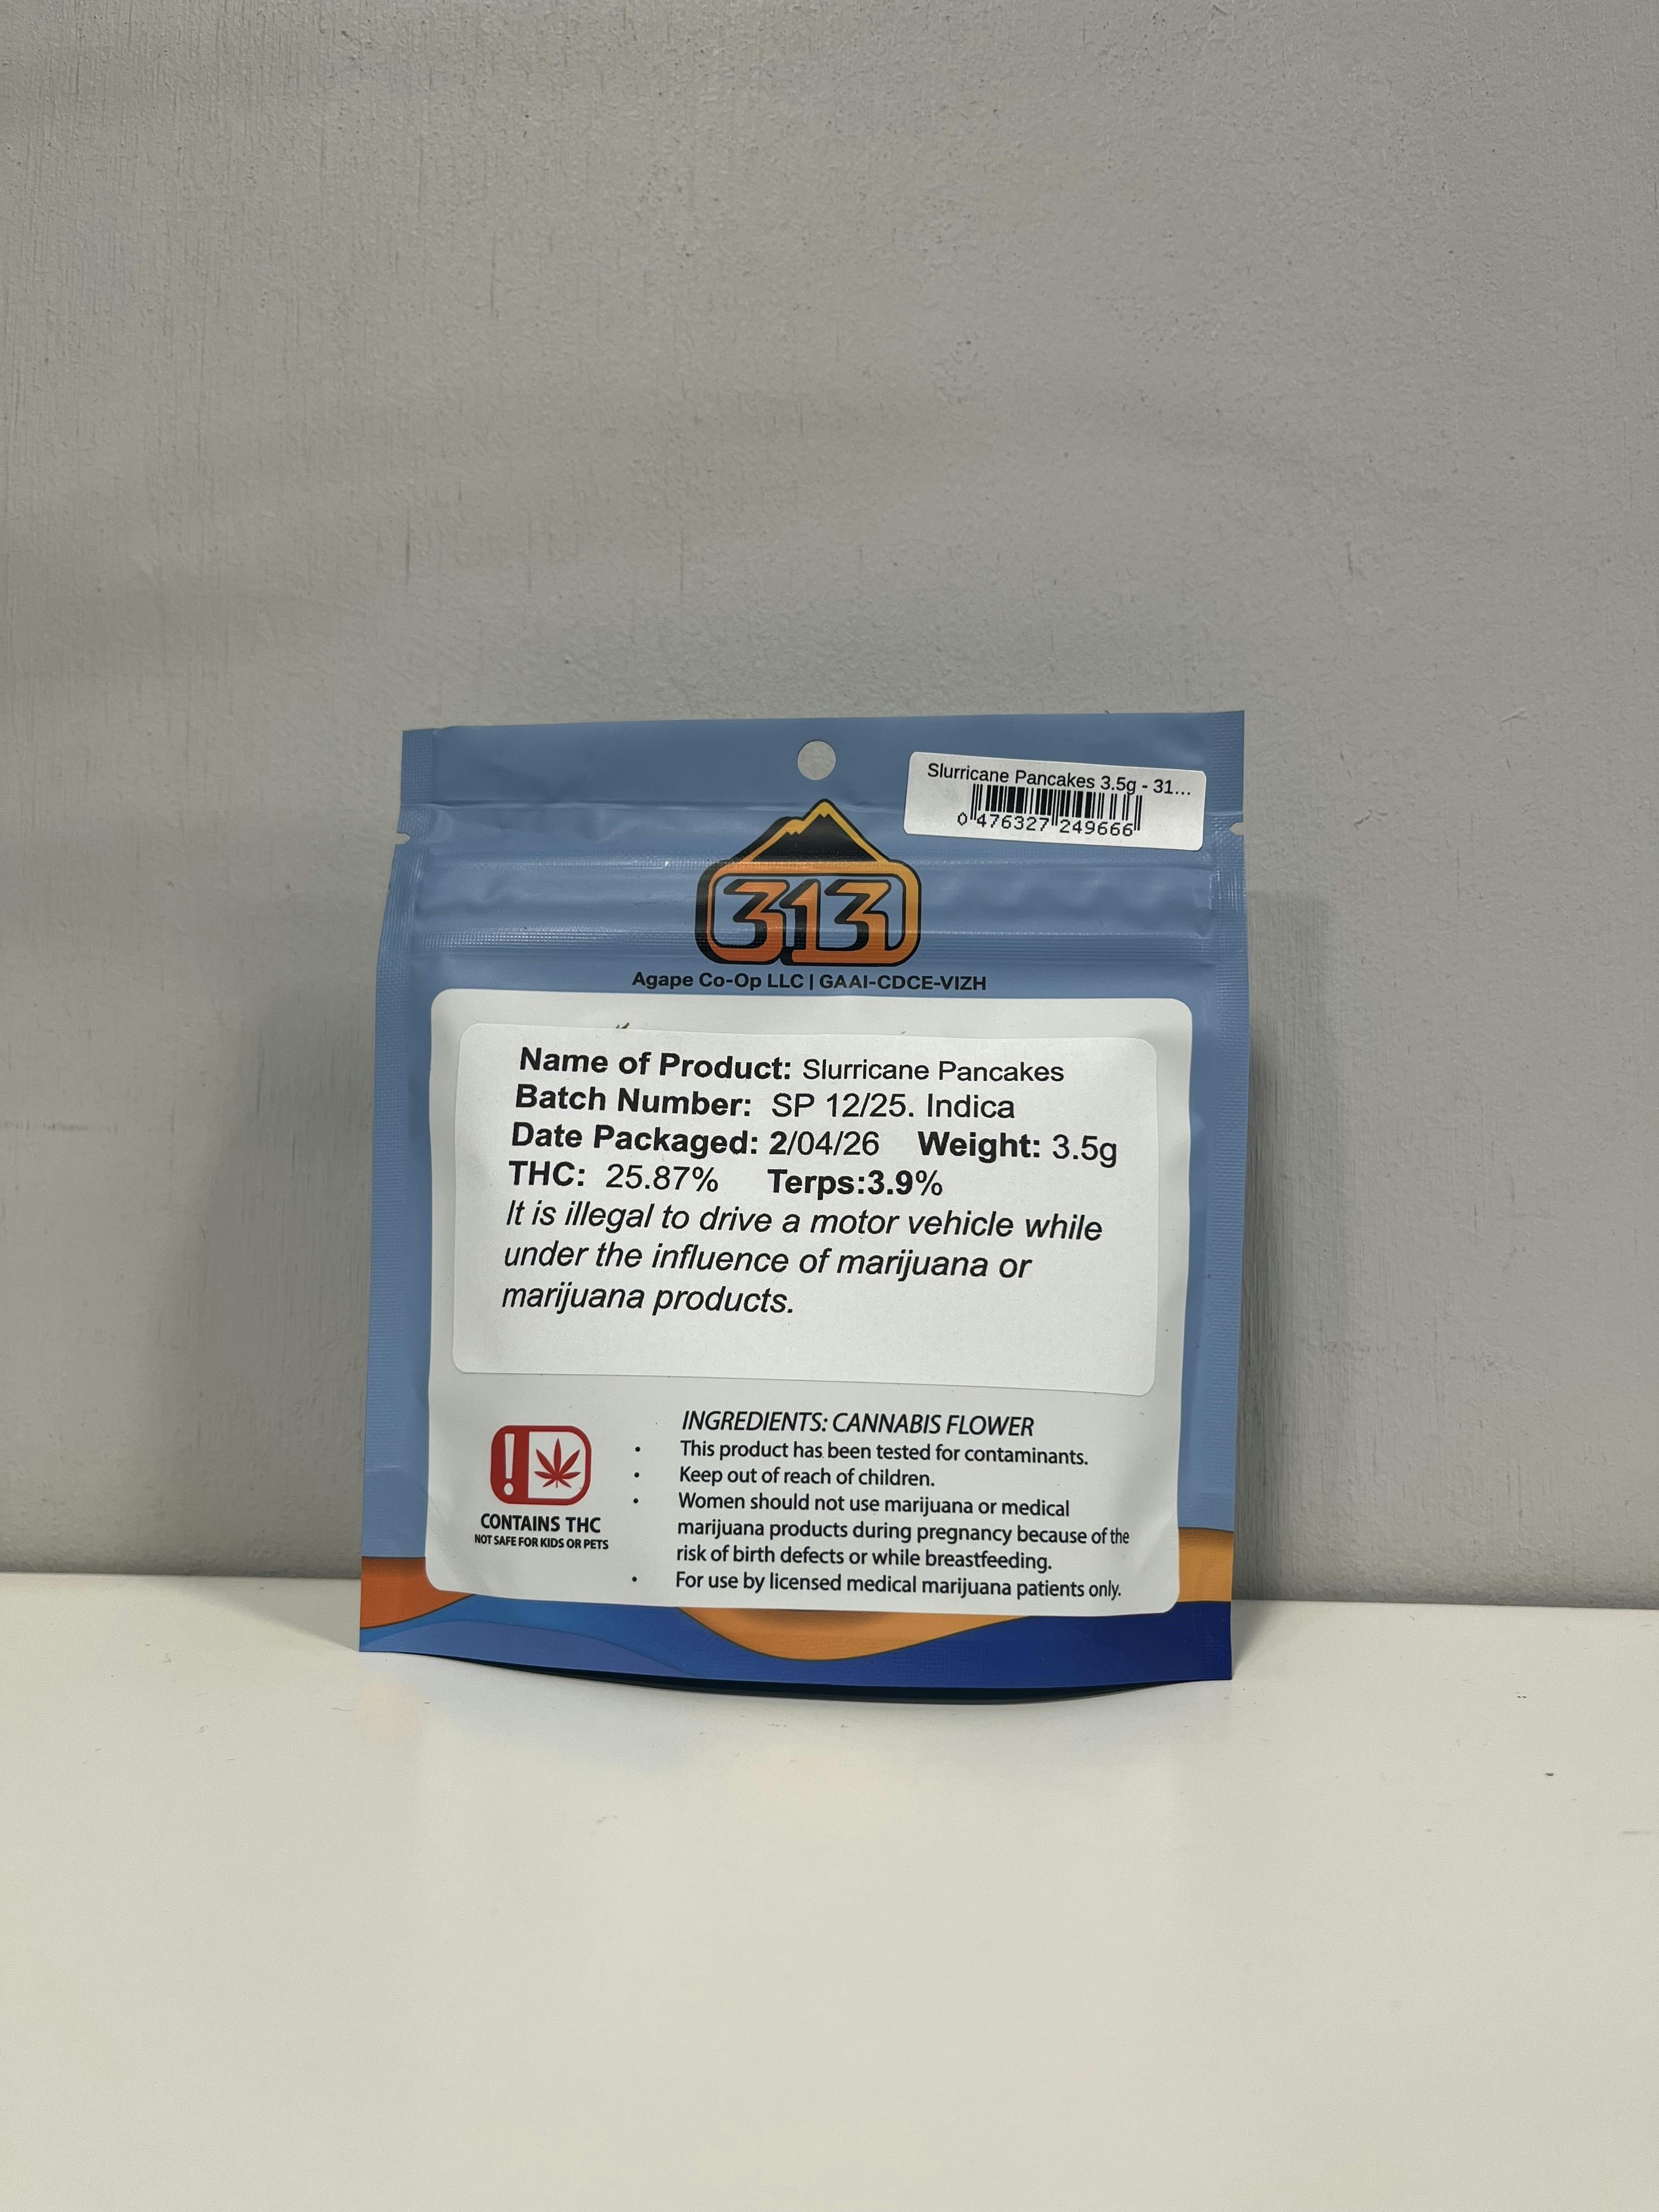 Slurricane Pancakes 3.5g - 31...
0 476327 249666
313
Agape Co-Op LLC | GAAI-CDCE-VIZH
Name of Product: Slurricane Pancakes
Batch Number: SP 12/25. Indica
Date Packaged: 2/04/26 Weight: 3.5g
THC: 25.87% Terps:3.9%
It is illegal to drive a motor vehicle while
under the influence of marijuana or
marijuana products.
INGREDIENTS: CANNABIS FLOWER
• This product has been tested for contaminants.
• Keep out of reach of children.
• Women should not use marijuana or medical
marijuana products during pregnancy because of the
risk of birth defects or while breastfeeding.
• For use by licensed medical marijuana patients only.
!
CONTAINS THC
NOT SAFE FOR KIDS OR PETS